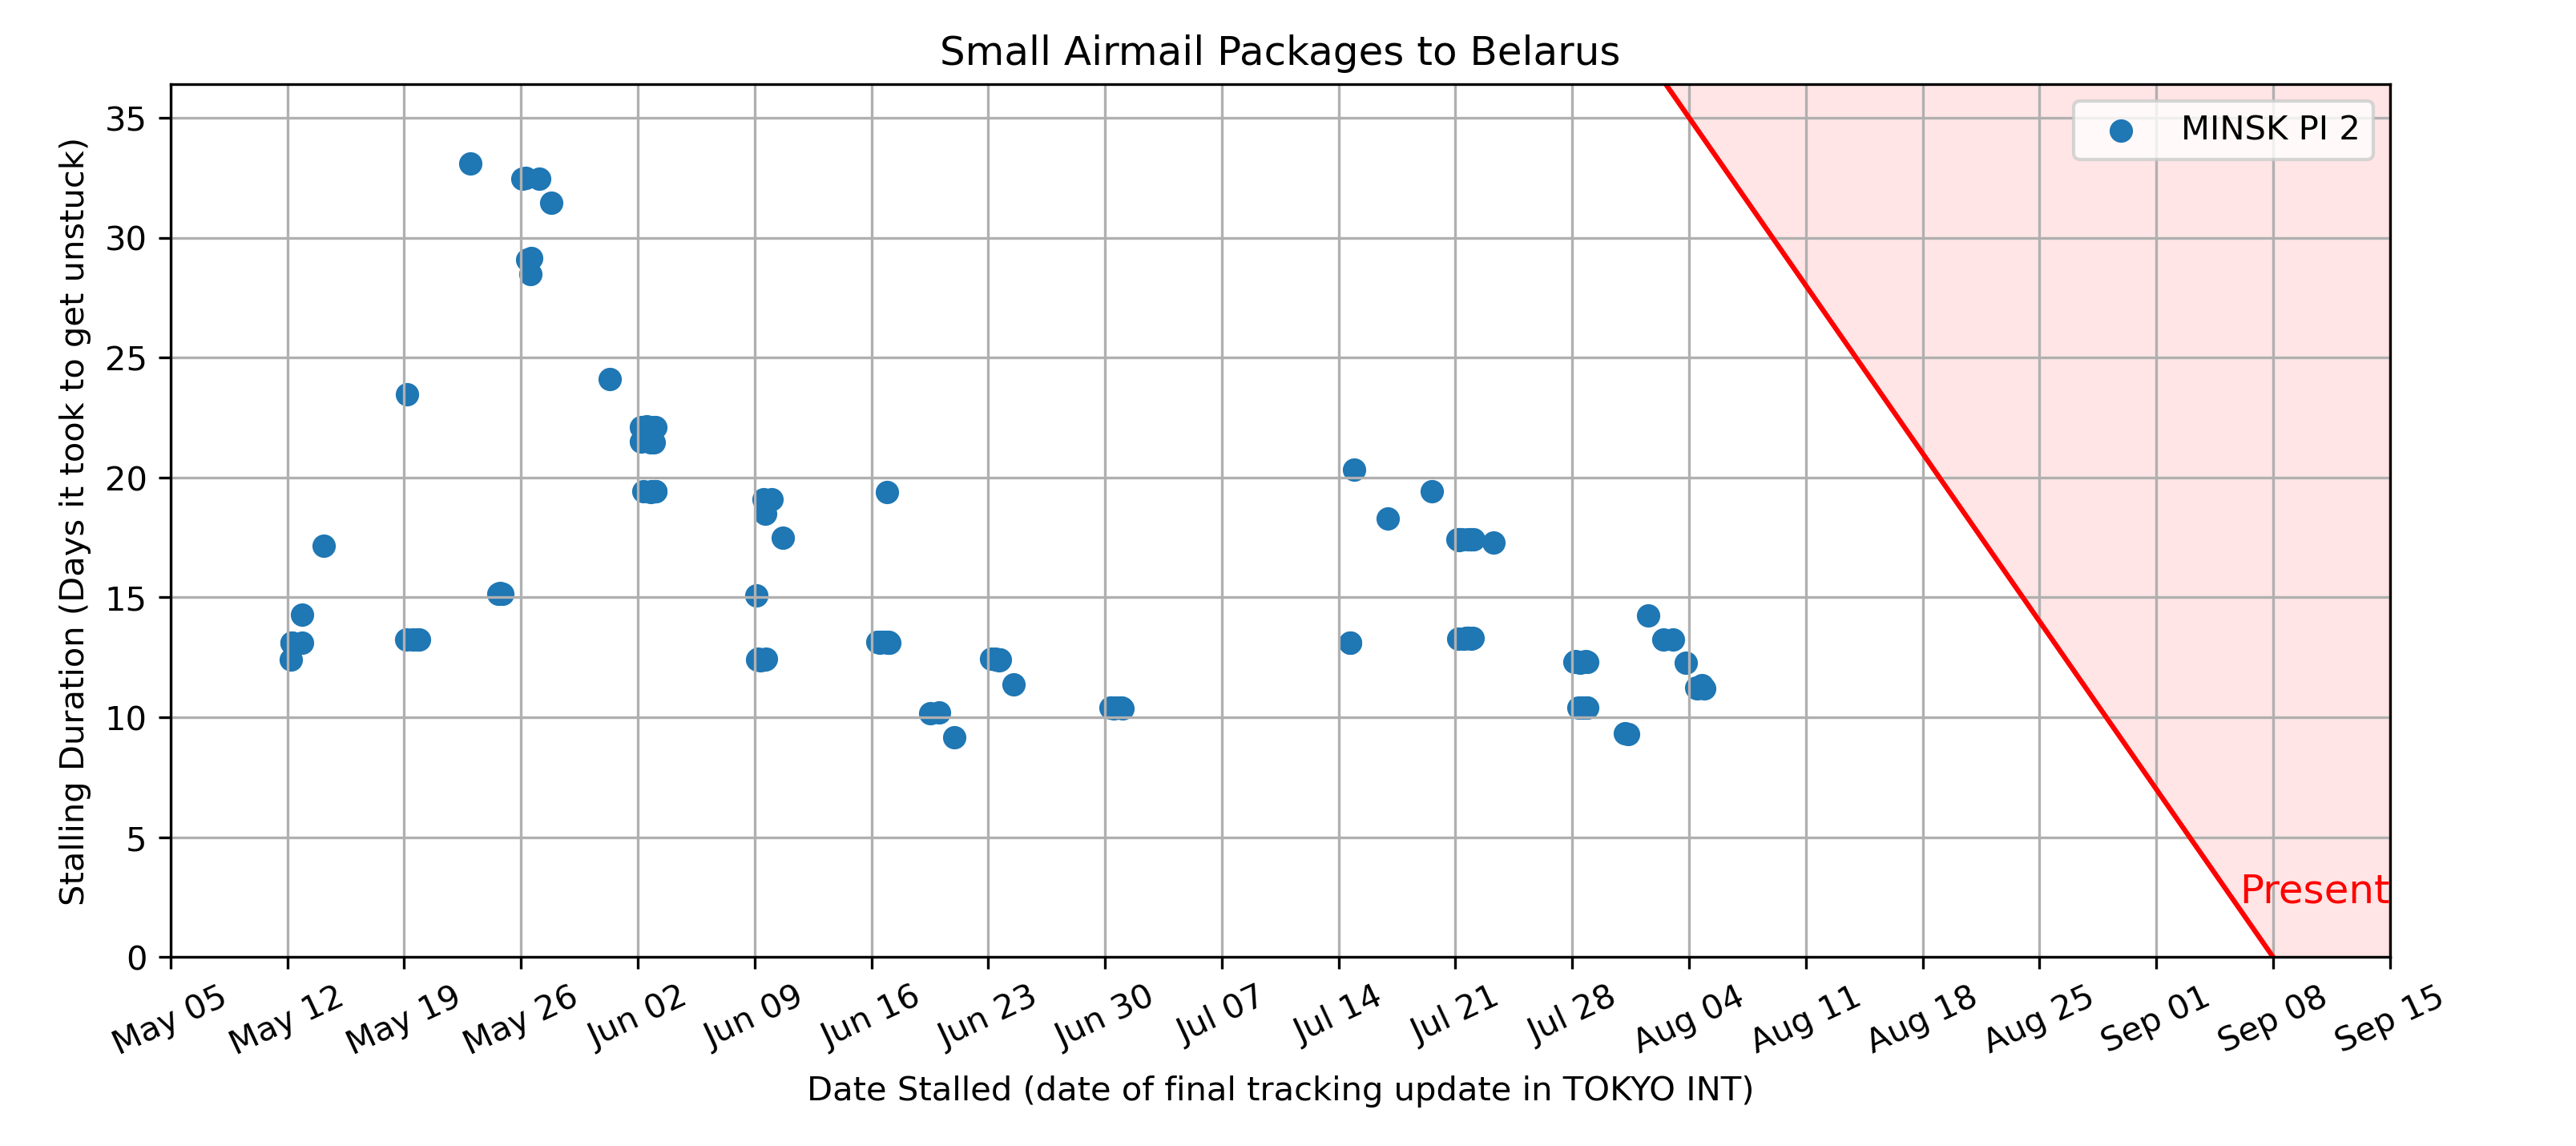 Small Airmail Packages to Belarus
MINSK PI 2
Stalling Duration (Days it took to get unstuck)
35
30
25
20
15
10
5
0
Present
May 05
May 12
May 19
May 26
Jun 02
Jun 09
Jun 16
Jun 23
Jun 30
Jul 07
Jul 14
Jul 21
Jul 28
Aug 04
Aug 11
Aug 18
Aug 25
Sep 01
Sep 08
Sep 15
Date Stalled (date of final tracking update in TOKYO INT)